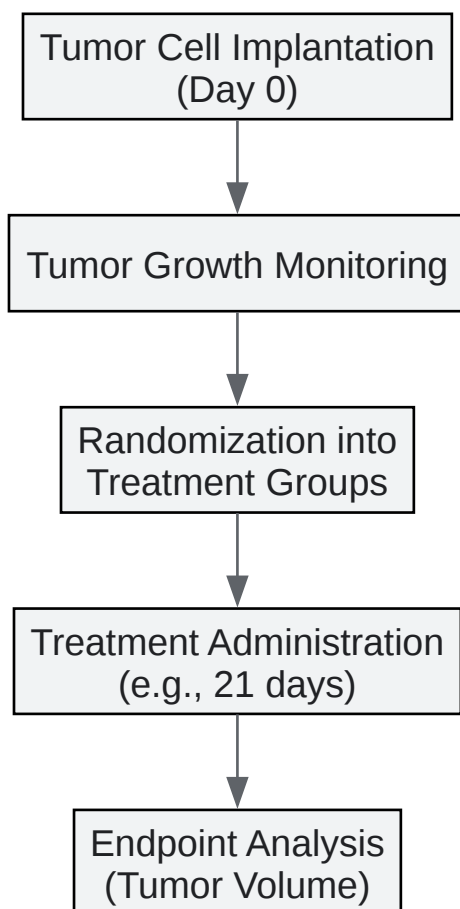 Tumor Cell Implantation
(Day 0)
Tumor Growth Monitoring
Randomization into
Treatment Groups
Treatment Administration
(e.g., 21 days)
Endpoint Analysis
(Tumor Volume)